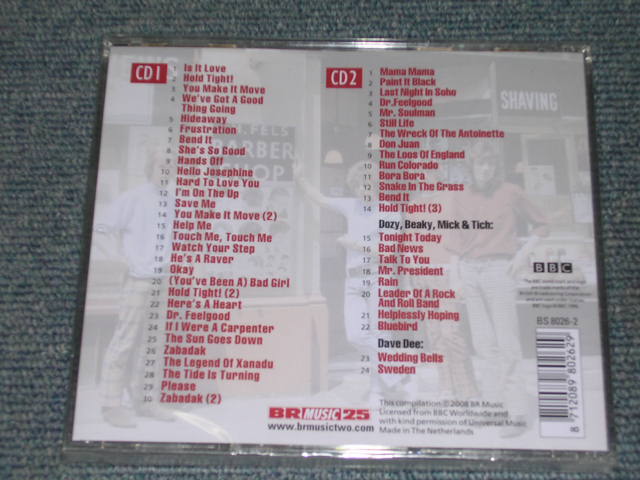 CD1
1 Is It Love
2 Hold Tight!
3 You Make It Move
4 We've Got A Good
Thing Going
5 Hideaway
6 Frustration
7 Bend It
8 She's So Good
9 Hands Off
10 Hello Josephine
11 Hard To Love You
12 I'm On The Up
13 Save Me
14 You Make It Move (2)
15 Help Me
16 Touch Me, Touch Me
17 Watch Your Step
18 He's A Raver
19 Okay
20 (You've Been A) Bad Girl
21 Hold Tight! (2)
22 Here's A Heart
23 Dr. Feelgood
24 If I Were A Carpenter
25 The Sun Goes Down
26 Zabadak
27 The Legend Of Xanadu
28 The Tide Is Turning
29 Please
30 Zabadak (2)
CD2
1 Mama Mama
2 Paint It Black
3 Last Night In Soho
4 Dr.Feelgood
5 Mr. Soulman
6 Still Life
7 The Wreck Of The Antoinette
8 Don Juan
9 The Loos Of England
10 Run Colorado
11 Bora Bora
12 Snake In The Grass
13 Bend It
14 Hold Tight! (3)
Dozy, Beaky, Mick & Tich:
15 Tonight Today
16 Bad News
17 Talk To You
18 Mr. President
19 Rain
20 Leader Of A Rock
And Roll Band
21 Helplessly Hoping
22 Bluebird
Dave Dee:
23 Wedding Bells
24 Sweden
SHAVING
BARBER
SHOP
BBC
BS 8026-2
8 712089 802629
BR MUSIC 25
www.brmusictwo.com
This compilation ©2008 BR Music
Licensed from BBC Worldwide and
with kind permission of Universal Music
Made in The Netherlands